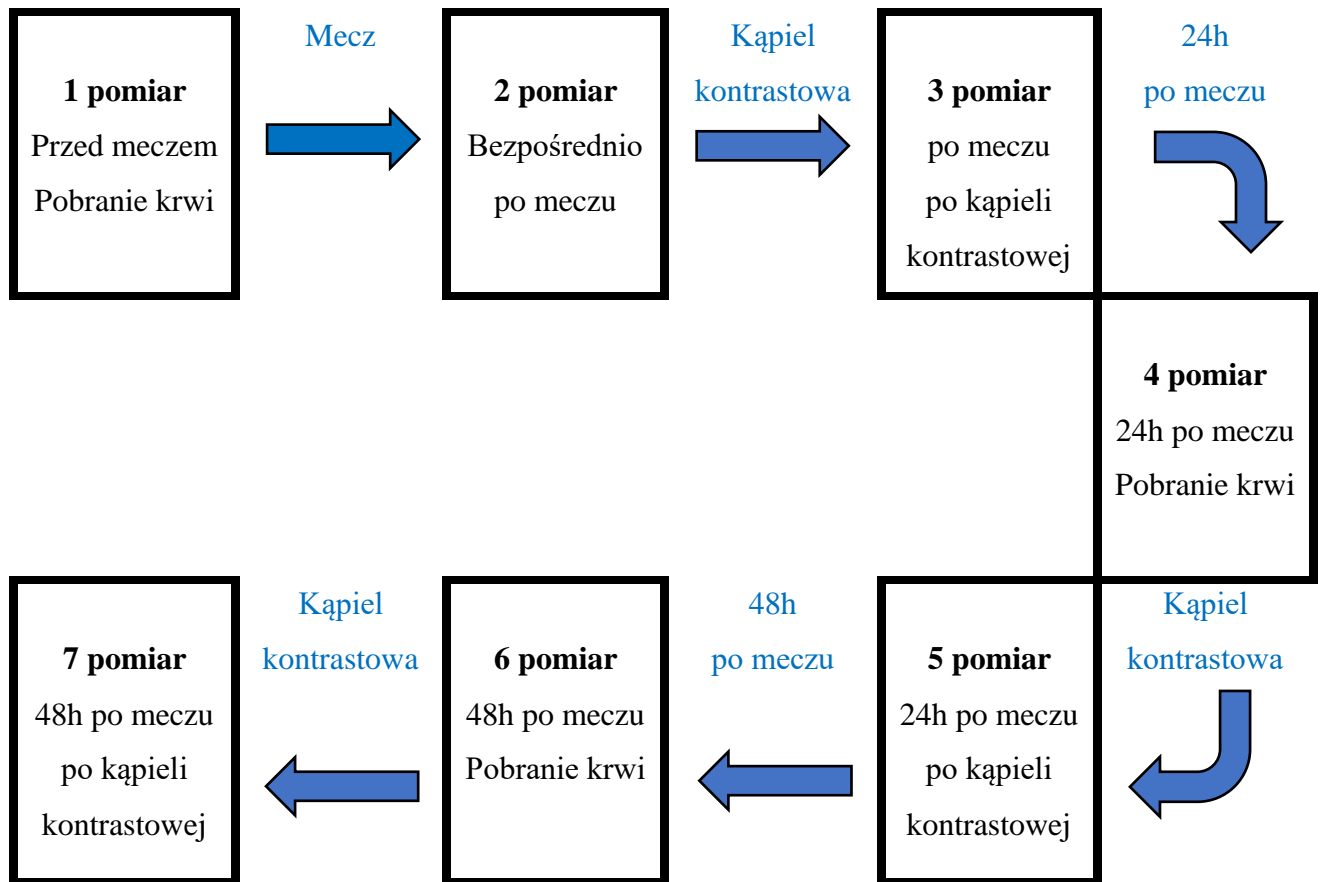 1 pomiar
Przed meczem
Pobranie krwi
Mecz
2 pomiar
Bezpośrednio
po meczu
Kąpiel
kontrastowa
3 pomiar
po meczu
po kąpieli
kontrastowej
24h
po meczu
4 pomiar
24h po meczu
Pobranie krwi
Kąpiel
kontrastowa
5 pomiar
24h po meczu
po kąpieli
kontrastowej
48h
po meczu
6 pomiar
48h po meczu
Pobranie krwi
Kąpiel
kontrastowa
7 pomiar
48h po meczu
po kąpieli
kontrastowej